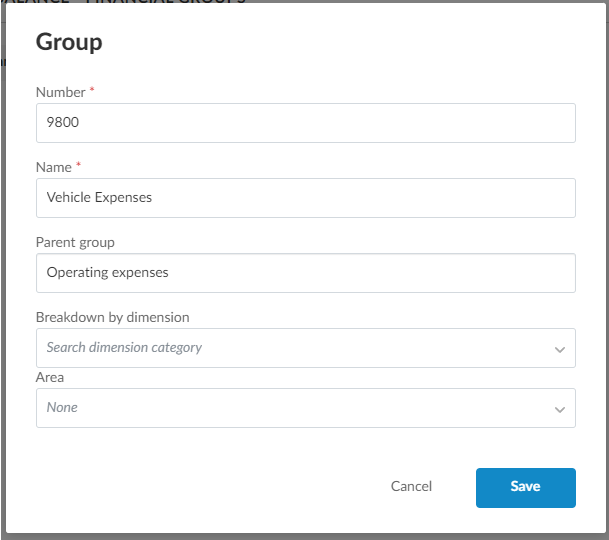 Group
Number *
9800
Name *
Vehicle Expenses
Parent group
Operating expenses
Breakdown by dimension
Search dimension category
Area
None
Cancel
Save